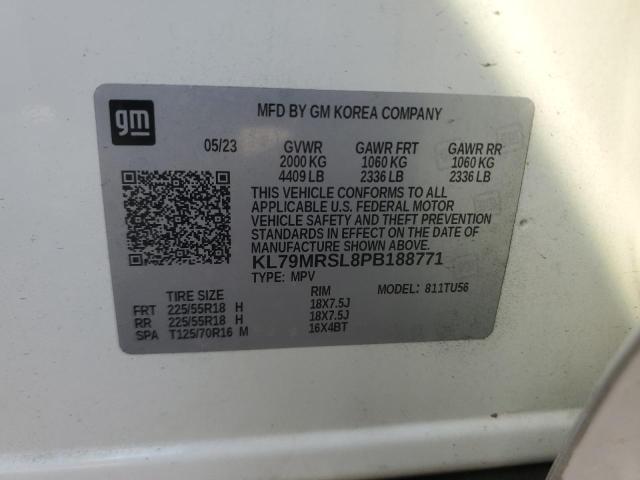 gm
MFD BY GM KOREA COMPANY
05/23 GVWR GAWR FRT GAWR RR
2000 KG 1060 KG 1060 KG
4409 LB 2336 LB 2336 LB
THIS VEHICLE CONFORMS TO ALL
APPLICABLE U.S. FEDERAL MOTOR
VEHICLE SAFETY AND THEFT PREVENTION
STANDARDS IN EFFECT ON THE DATE OF
MANUFACTURE SHOWN ABOVE.
KL79MRSL8PB188771
TYPE: MPV MODEL: 811TU56
TIRE SIZE RIM
FRT 225/55R18 H 18X7.5J
RR 225/55R18 H 18X7.5J
SPA T125/70R16 M 16X4BT